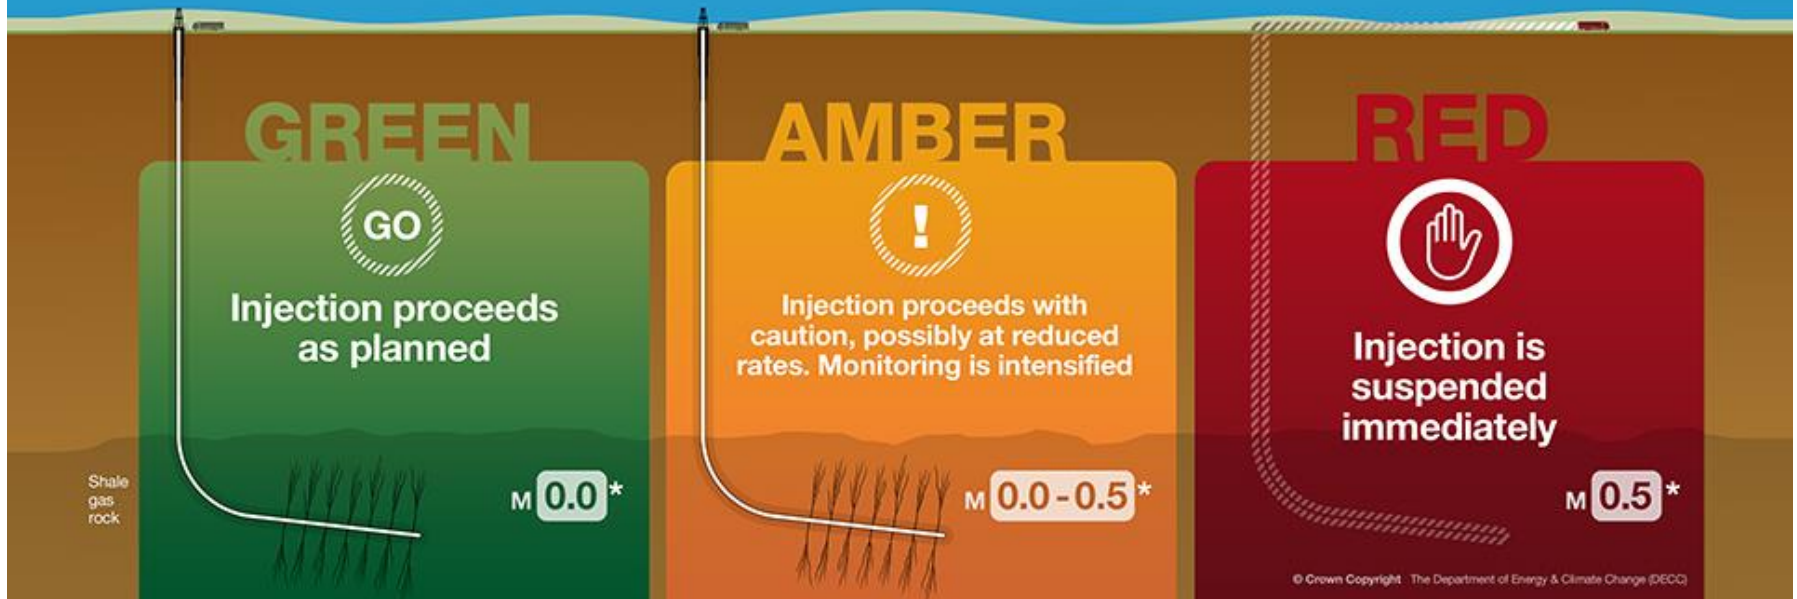 GREEN
GO
Injection proceeds
as planned
Shale
gas
rock
M 0.0*
AMBER
!
Injection proceeds with
caution, possibly at reduced
rates. Monitoring is intensified
M 0.0-0.5*
RED
Injection is
suspended
immediately
M 0.5*
© Crown Copyright The Department of Energy & Climate Change (DECC)